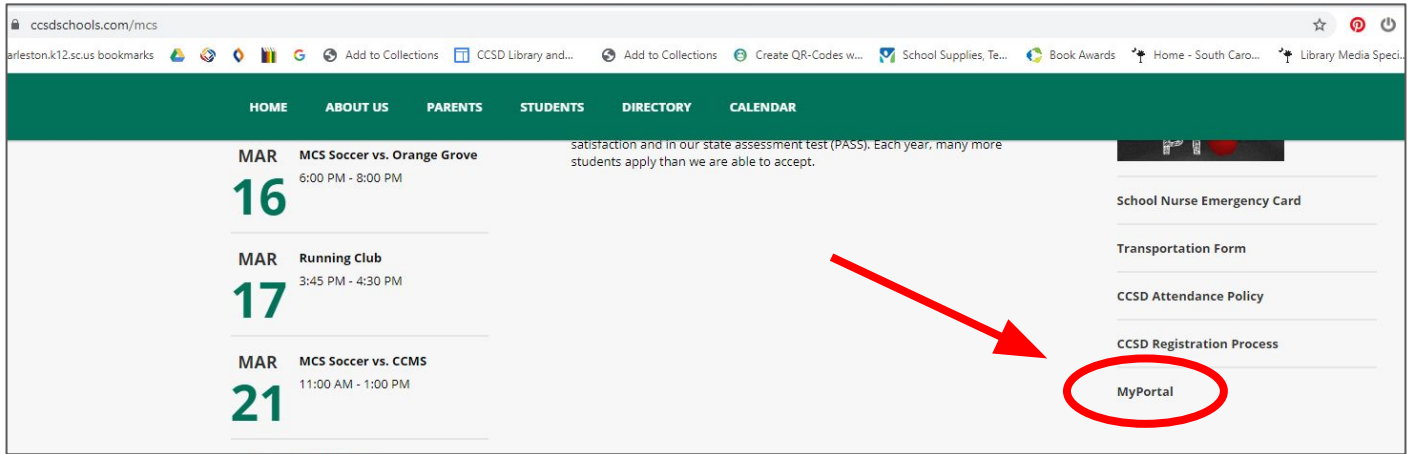 ccsdschools.com/mcs
arleston.k12.sc.us bookmarks G Add to Collections CCSD Library and... Add to Collections Create QR-Codes w... School Supplies, Te... Book Awards Home - South Caro... Library Media Speci..
HOME ABOUT US PARENTS STUDENTS DIRECTORY CALENDAR
MAR
16
MCS Soccer vs. Orange Grove
6:00 PM - 8:00 PM
MAR
17
Running Club
3:45 PM - 4:30 PM
MAR
21
MCS Soccer vs. CCMS
11:00 AM - 1:00 PM
satisfaction and in our state assessment test (PASS). Each year, many more
students apply than we are able to accept.
School Nurse Emergency Card
Transportation Form
CCSD Attendance Policy
CCSD Registration Process
MyPortal